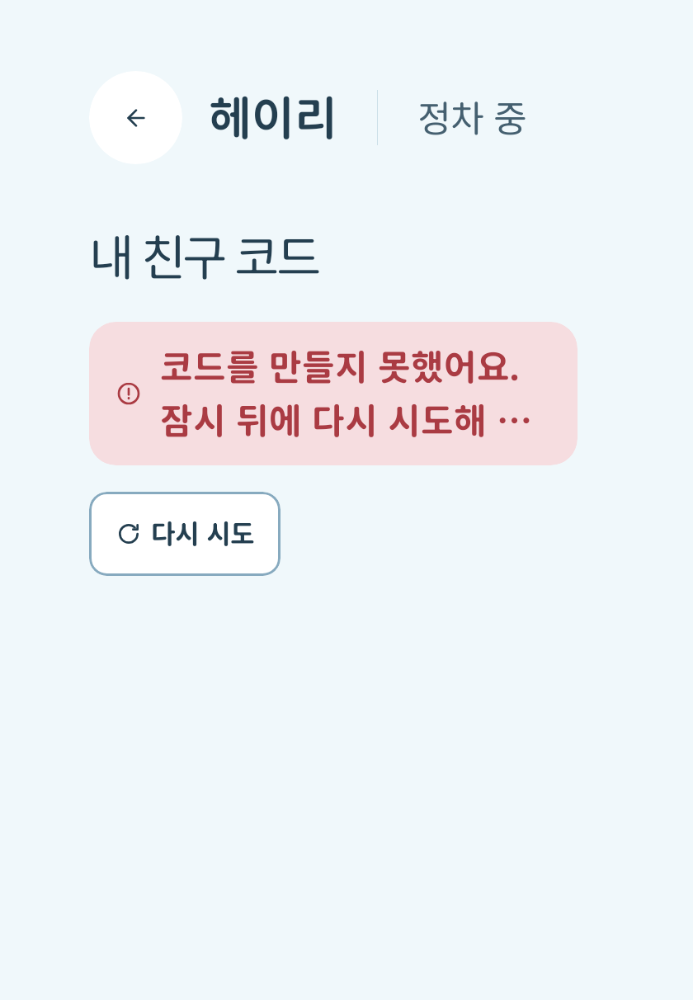 헤이리
정차 중
내 친구 코드
코드를 만들지 못했어요.
잠시 뒤에 다시 시도해 …
다시 시도